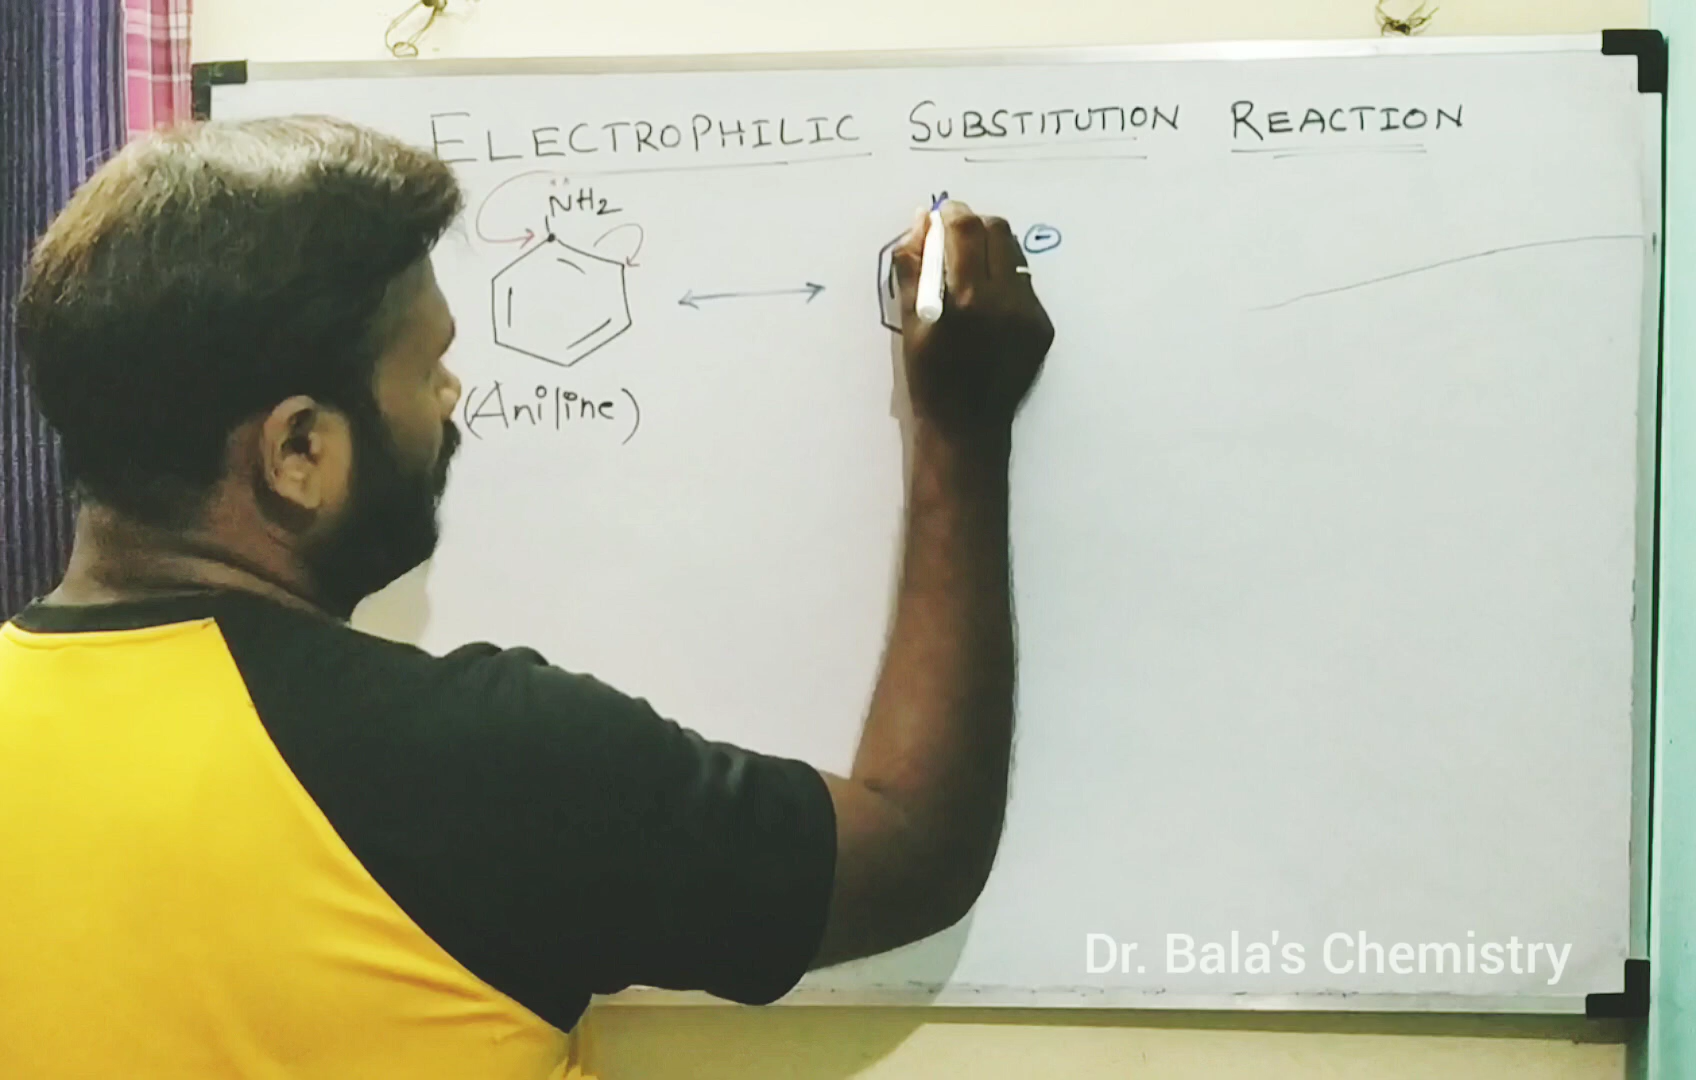 ELECTROPHILIC SUBSTITUTION REACTION
NH2
-
(Aniline)
Dr. Bala's Chemistry